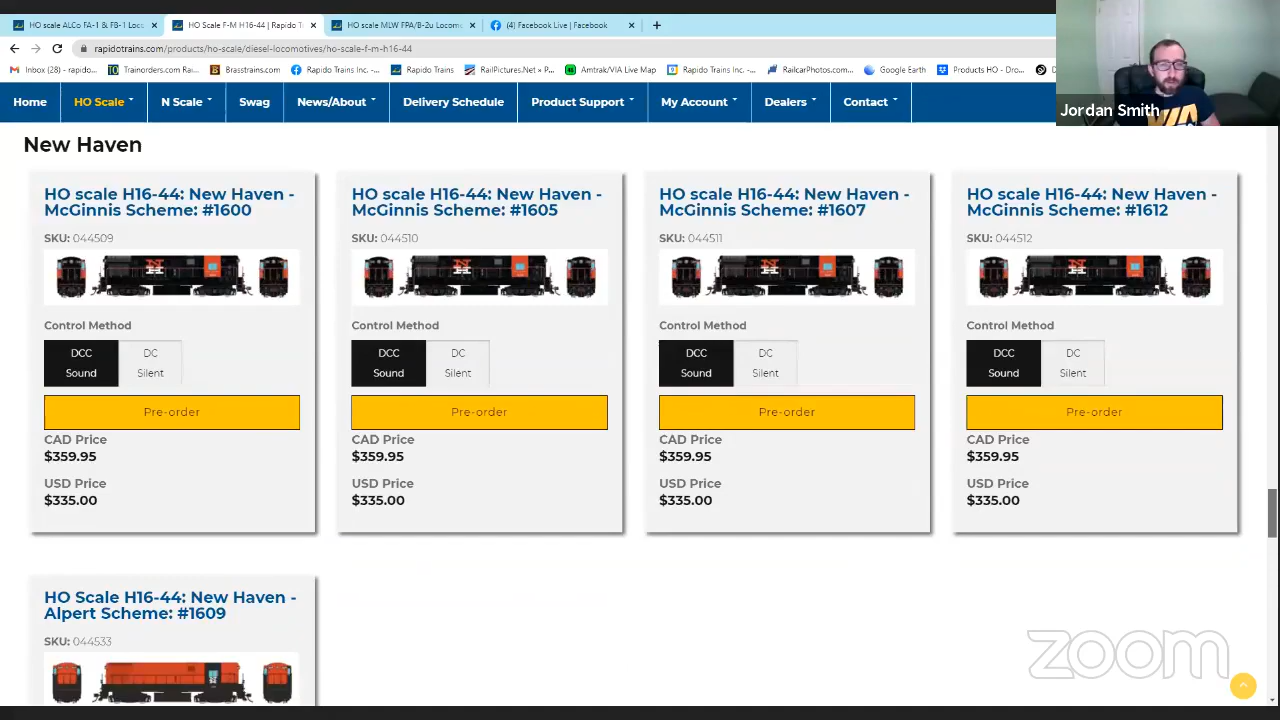 HO scale ALCo FA-1 & FB-1 Loco
HO Scale F-M H16-44 | Rapido T
HO scale MLW FPA/B-2u Locom
(4) Facebook Live | Facebook
rapidotrains.com/products/ho-scale/diesel-locomotives/ho-scale-f-m-h16-44
Inbox (28) - rapido... Trainorders.com Rai... Brasstrains.com Rapido Trains Inc. -... Rapido Trains RailPictures.Net » P... Amtrak/VIA Live Map Rapido Trains Inc. -... RailcarPhotos.com... Google Earth Products HO - Dro...
Home HO Scale N Scale Swag News/About Delivery Schedule Product Support My Account Dealers Contact
Jordan Smith
New Haven
HO scale H16-44: New Haven -
McGinnis Scheme: #1600
SKU: 044509
Control Method
DCC
Sound
DC
Silent
Pre-order
CAD Price
$359.95
USD Price
$335.00
HO scale H16-44: New Haven -
McGinnis Scheme: #1605
SKU: 044510
Control Method
DCC
Sound
DC
Silent
Pre-order
CAD Price
$359.95
USD Price
$335.00
HO scale H16-44: New Haven -
McGinnis Scheme: #1607
SKU: 044511
Control Method
DCC
Sound
DC
Silent
Pre-order
CAD Price
$359.95
USD Price
$335.00
HO scale H16-44: New Haven -
McGinnis Scheme: #1612
SKU: 044512
Control Method
DCC
Sound
DC
Silent
Pre-order
CAD Price
$359.95
USD Price
$335.00
HO Scale H16-44: New Haven -
Alpert Scheme: #1609
SKU: 044533
zoom